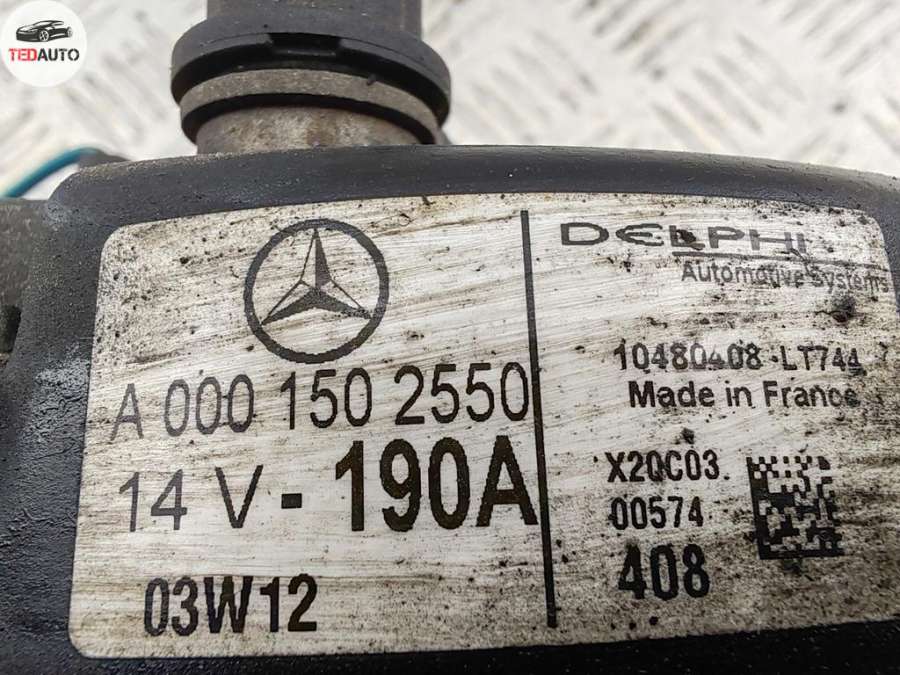 TEDAUTO
A 000 150 2550
14 V - 190A
03W12
DELPHI
Automotive Systems
10480408 LT744
Made in France
X2QC03
00574
408